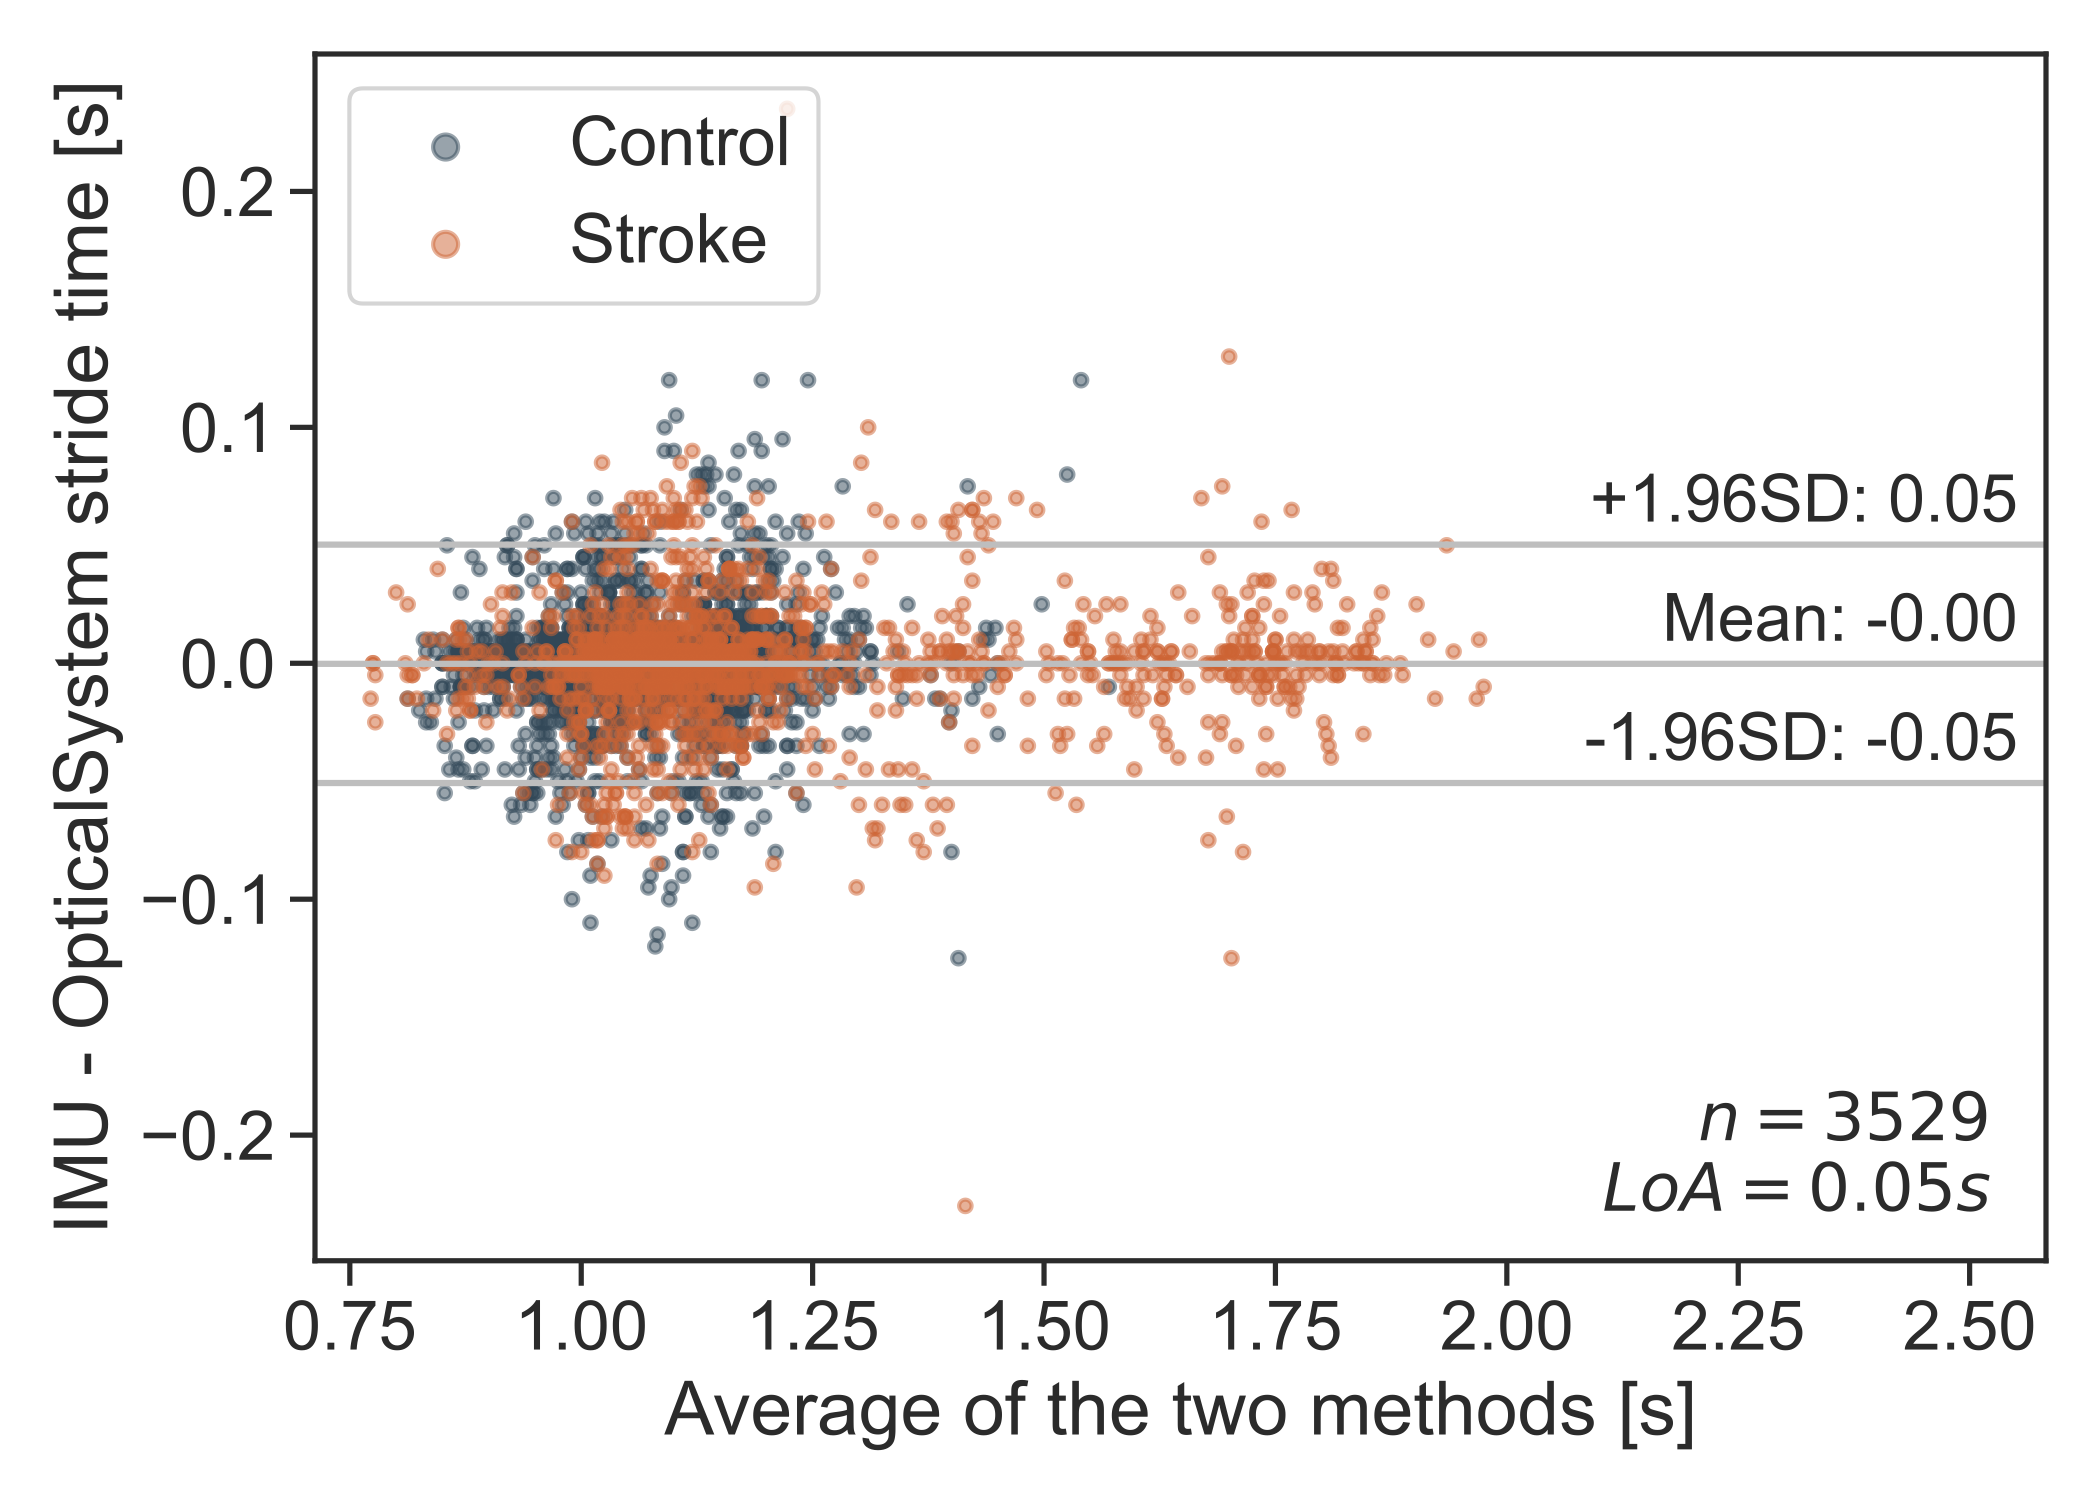 IMU - OpticalSystem stride time [s]
0.2
0.1
0.0
−0.1
−0.2
Control
Stroke
+1.96SD: 0.05
Mean: -0.00
-1.96SD: -0.05
n = 3529
LoA = 0.05s
0.75 1.00 1.25 1.50 1.75 2.00 2.25 2.50
Average of the two methods [s]